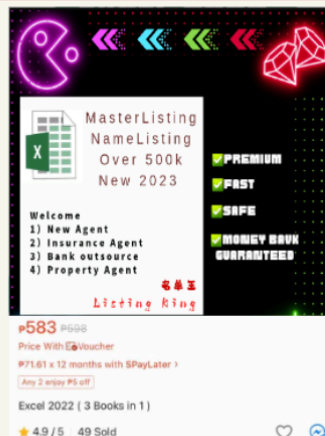 MasterListing
NameListing
Over 500k
New 2023
X
Welcome
1) New Agent
2) Insurance Agent
3) Bank outsource
4) Property Agent
名单王
Listing King
✅PREMIUM
✅FAST
✅SAFE
✅MONEY BAVK
GUARANTEED
₱583 ₱598
Price With Voucher
₱71.61 x 12 months with SPayLater >
Any 2 enjoy ₱5 off
Excel 2022 ( 3 Books in 1 )
4.9 / 5 49 Sold